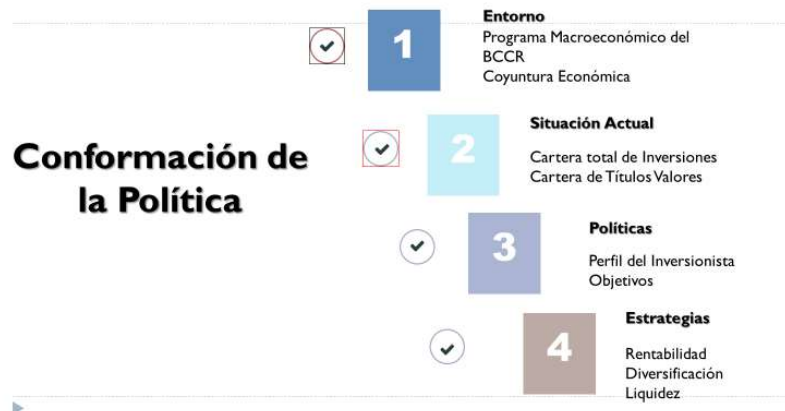 Conformación de
la Política
1
Entorno
Programa Macroeconómico del
BCCR
Coyuntura Económica
2
Situación Actual
Cartera total de Inversiones
Cartera de Títulos Valores
3
Políticas
Perfil del Inversionista
Objetivos
4
Estrategias
Rentabilidad
Diversificación
Liquidez